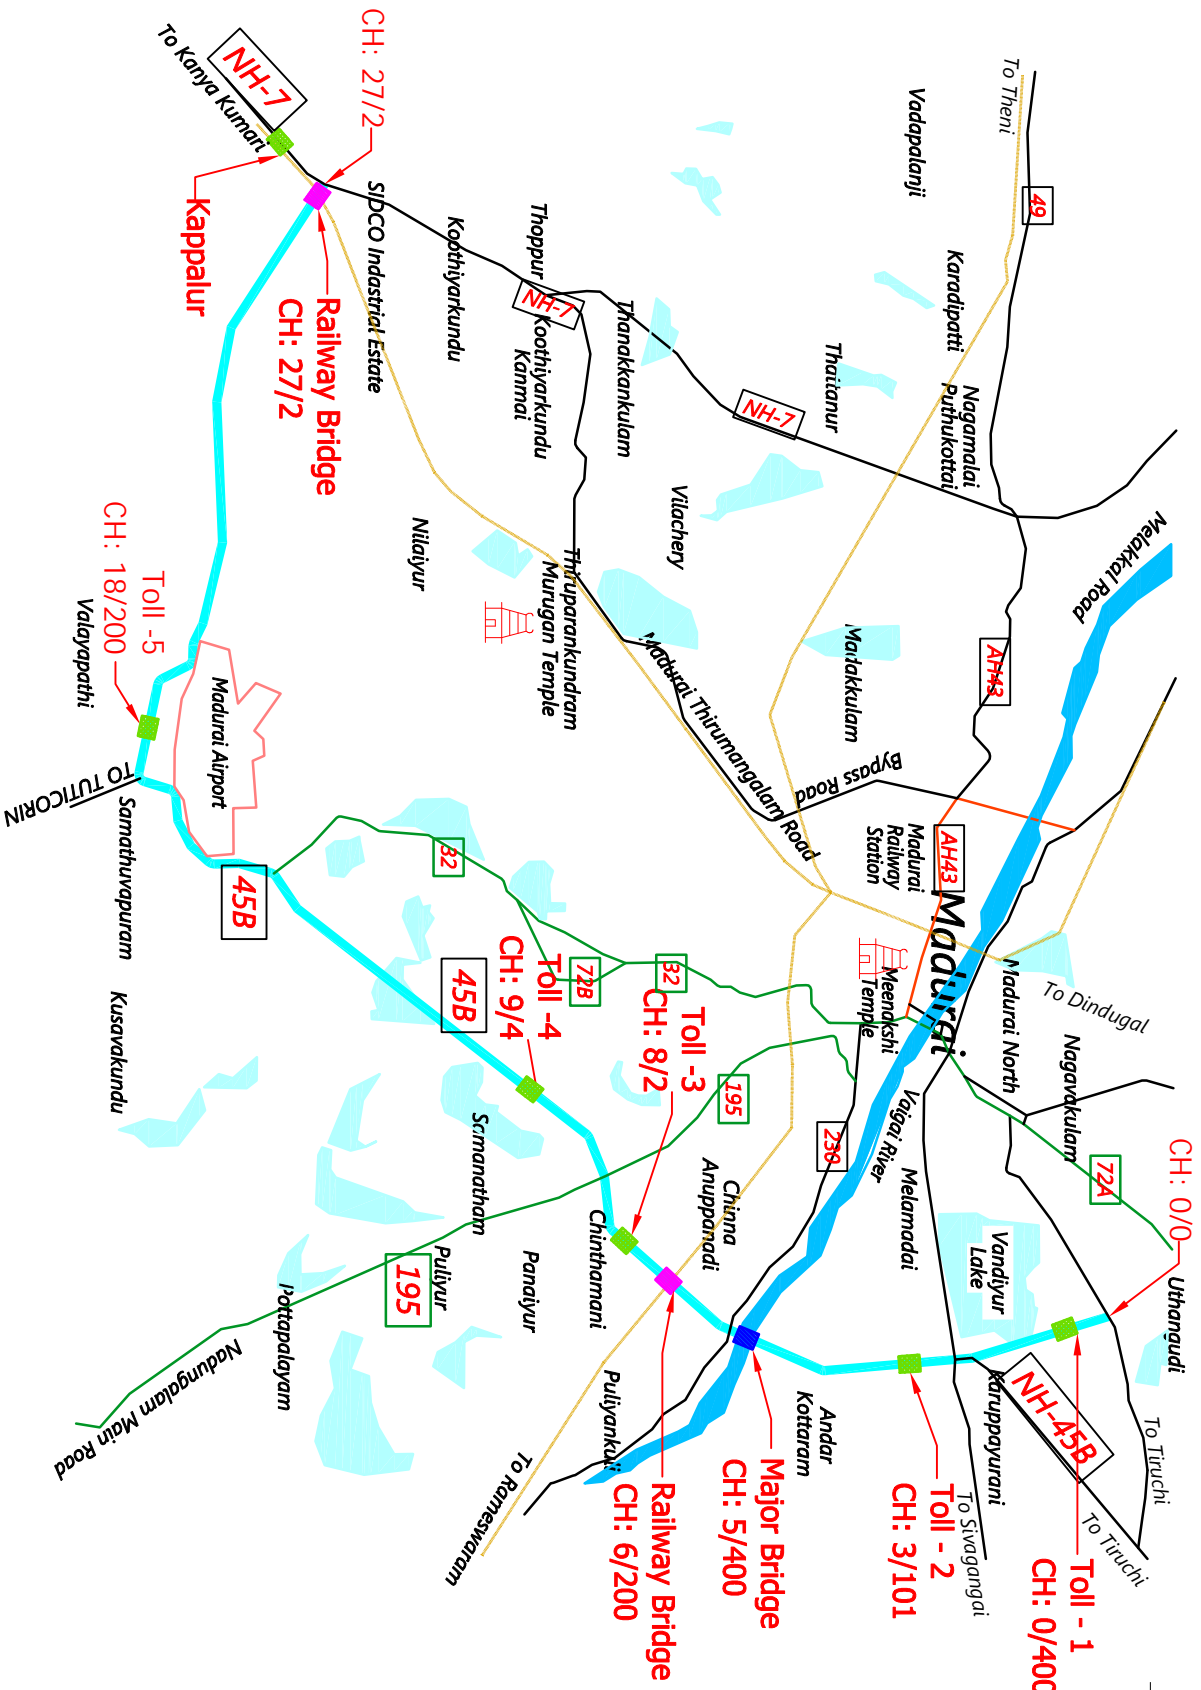 CH: 0/0
Uthangudi
To Tiruchi
Toll - 1
CH: 0/400
To Tiruchi
NH-45B
Karuppayurani
To Sivagangai
Toll - 2
CH: 3/101
Vandiyur
Lake
72A
Nagavakulam
To Dindugal
Madurai North
Melakkal Road
Madurai
Vaigai River
Melamadai
Meenakshi
Temple
Madurai
Railway
Station
AH43
AH43
Bypass Road
Madakkulam
Madurai Thirumangalam Road
49
To Theni
Vadapalanji
Karadipatti
Nagamalai
Puthukottai
Thattanur
NH-7
Thanakkankulam
Vilachery
Thoppur
NH-7
Koothiyarkundu
Kanmai
Koothiyarkundu
Thiruparankundram
Murugan Temple
Nilaiyur
SIDCO Indastrial Estate
CH: 27/2
Railway Bridge
CH: 27/2
NH-7
To Kanya Kumari
Kappalur
Toll -5
CH: 18/200
Valayapathi
Madurai Airport
TO TUTICORIN
Samathuvapuram
Kusavakundu
45B
45B
32
32
72B
Toll -4
CH: 9/4
Toll -3
CH: 8/2
195
230
Chinna
Anuppanadi
Samanatham
Chinthamani
Panaiyur
Puliyur
195
Pottapalayam
Nadungalam Main Road
Puliyankuli
To Rameswaram
Andar
Kottaram
Major Bridge
CH: 5/400
Railway Bridge
CH: 6/200